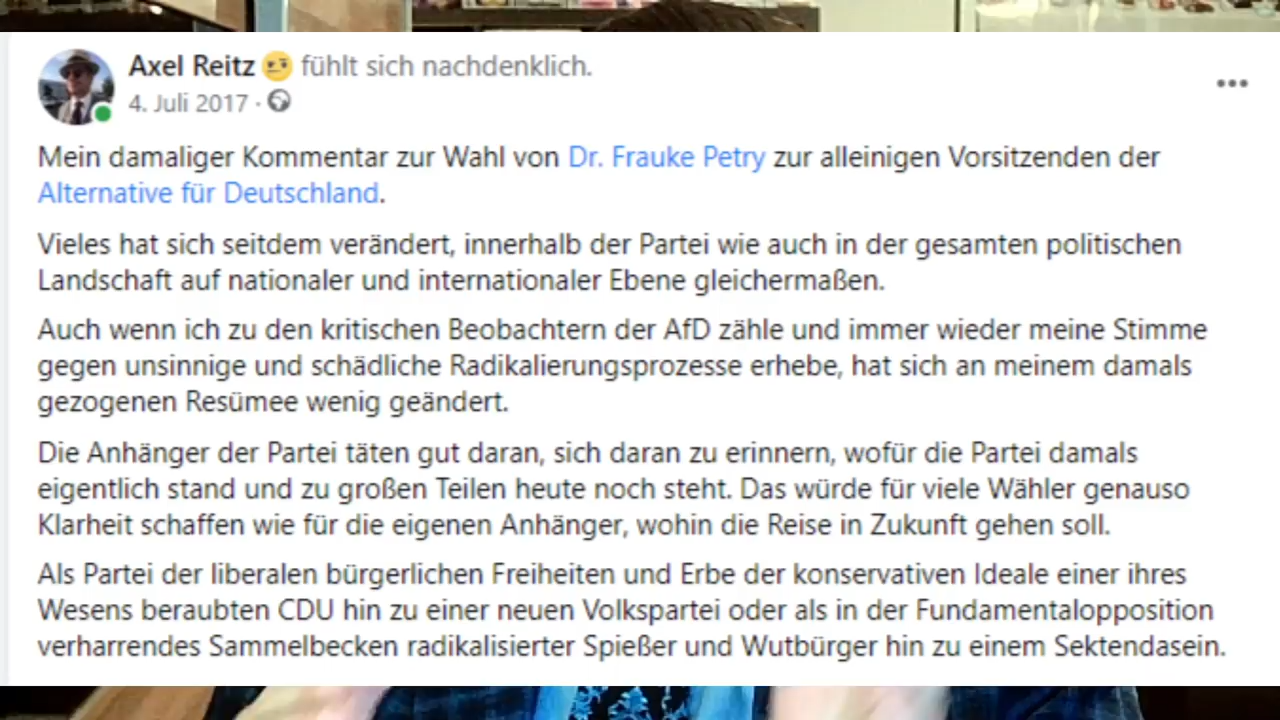 Axel Reitz 🤨 fühlt sich nachdenklich.
4. Juli 2017 ·
Mein damaliger Kommentar zur Wahl von Dr. Frauke Petry zur alleinigen Vorsitzenden der
Alternative für Deutschland.
Vieles hat sich seitdem verändert, innerhalb der Partei wie auch in der gesamten politischen
Landschaft auf nationaler und internationaler Ebene gleichermaßen.
Auch wenn ich zu den kritischen Beobachtern der AfD zähle und immer wieder meine Stimme
gegen unsinnige und schädliche Radikalierungsprozesse erhebe, hat sich an meinem damals
gezogenen Resümee wenig geändert.
Die Anhänger der Partei täten gut daran, sich daran zu erinnern, wofür die Partei damals
eigentlich stand und zu großen Teilen heute noch steht. Das würde für viele Wähler genauso
Klarheit schaffen wie für die eigenen Anhänger, wohin die Reise in Zukunft gehen soll.
Als Partei der liberalen bürgerlichen Freiheiten und Erbe der konservativen Ideale einer ihres
Wesens beraubten CDU hin zu einer neuen Volkspartei oder als in der Fundamentalopposition
verharrendes Sammelbecken radikalisierter Spießer und Wutbürger hin zu einem Sektendasein.